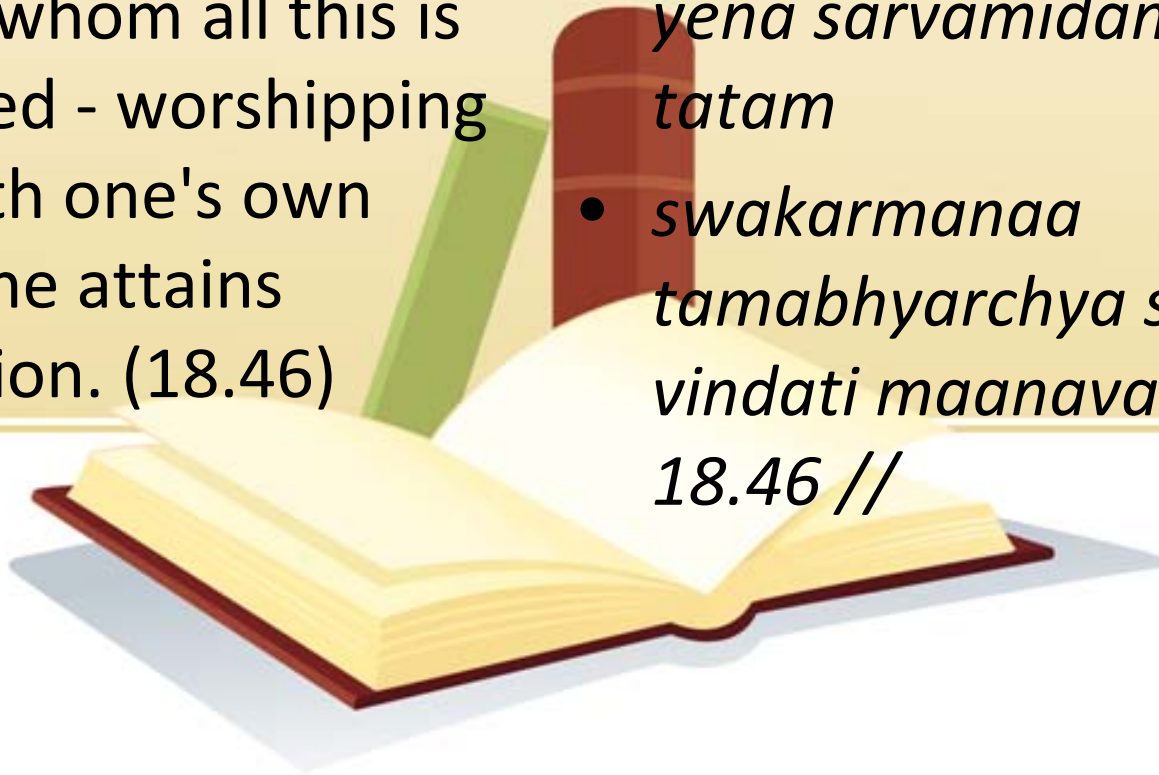 whom all this is
ed - worshipping
th one's own
ne attains
ion. (18.46)
yena sarvamidam
tatam
• swakarmanaa
tamabhyarchya s
vindati maanava
18.46 //